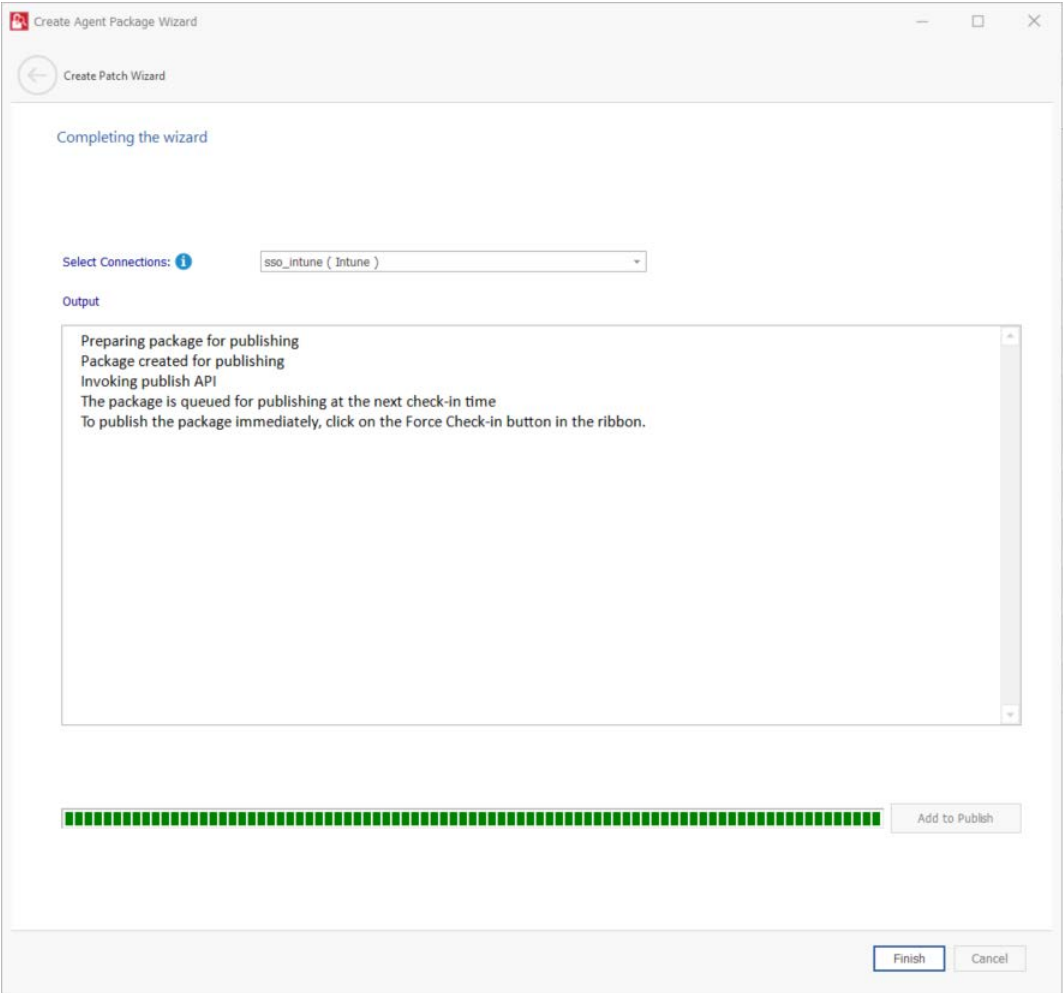 Create Agent Package Wizard
Create Patch Wizard
Completing the wizard
Select Connections:
sso_intune ( Intune )
Output
Preparing package for publishing
Package created for publishing
Invoking publish API
The package is queued for publishing at the next check-in time
To publish the package immediately, click on the Force Check-in button in the ribbon.
Add to Publish
Finish
Cancel